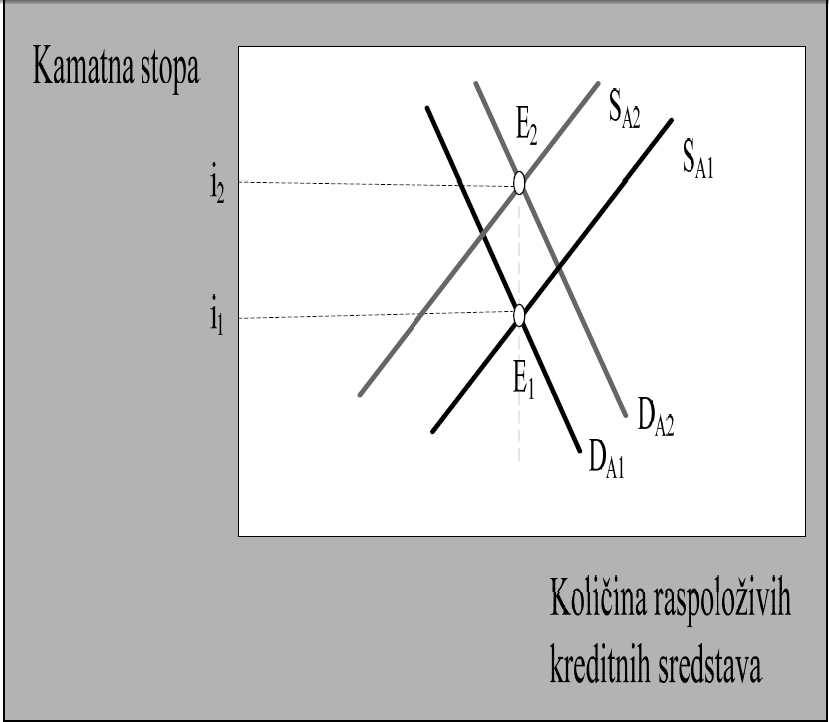 Kamatna stopa
E2
SA2
SA1
i2
i1
E1
DA2
DA1
Količina raspoloživih
kreditnih sredstava